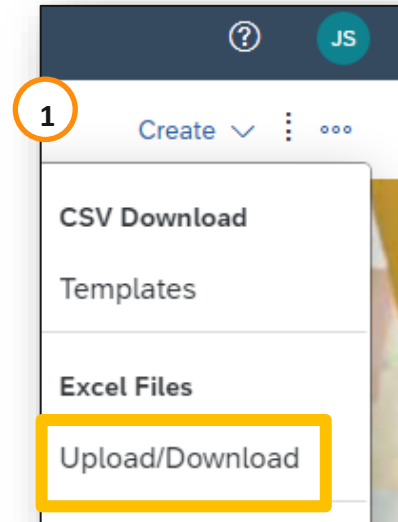 JS
1
Create
CSV Download
Templates
Excel Files
Upload/Download